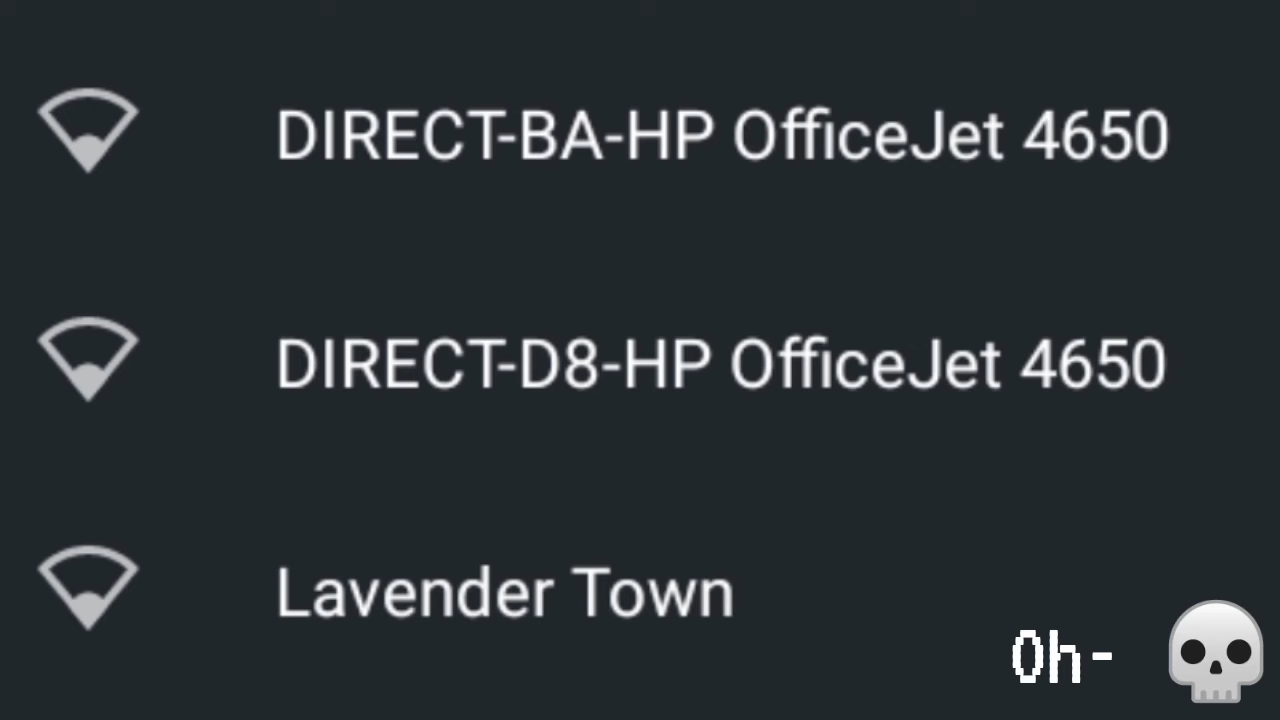 DIRECT-BA-HP OfficeJet 4650
DIRECT-D8-HP OfficeJet 4650
Lavender Town
Oh-